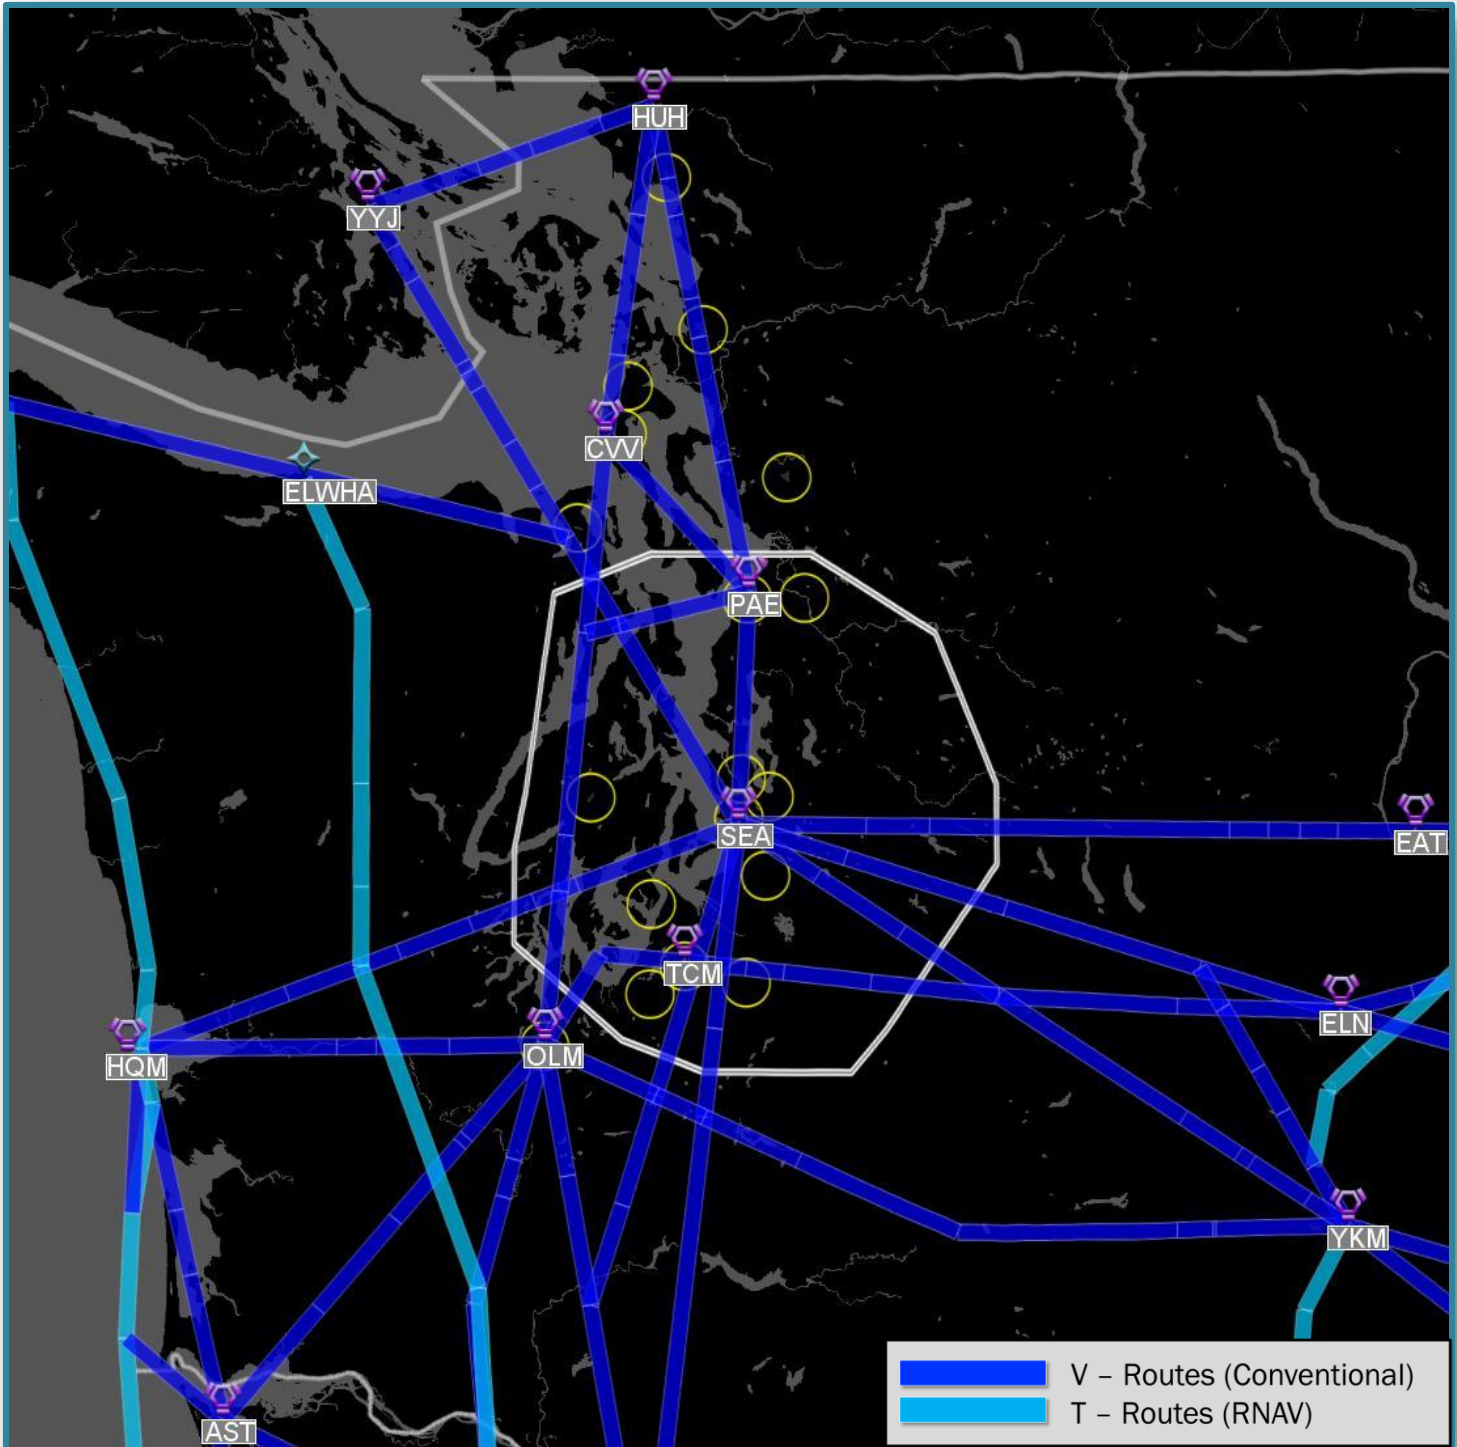 HUH
YYJ
CVV
ELWHA
PAE
SEA
EAT
TCM
ELN
OLM
HQM
YKM
V – Routes (Conventional)
T – Routes (RNAV)
AST